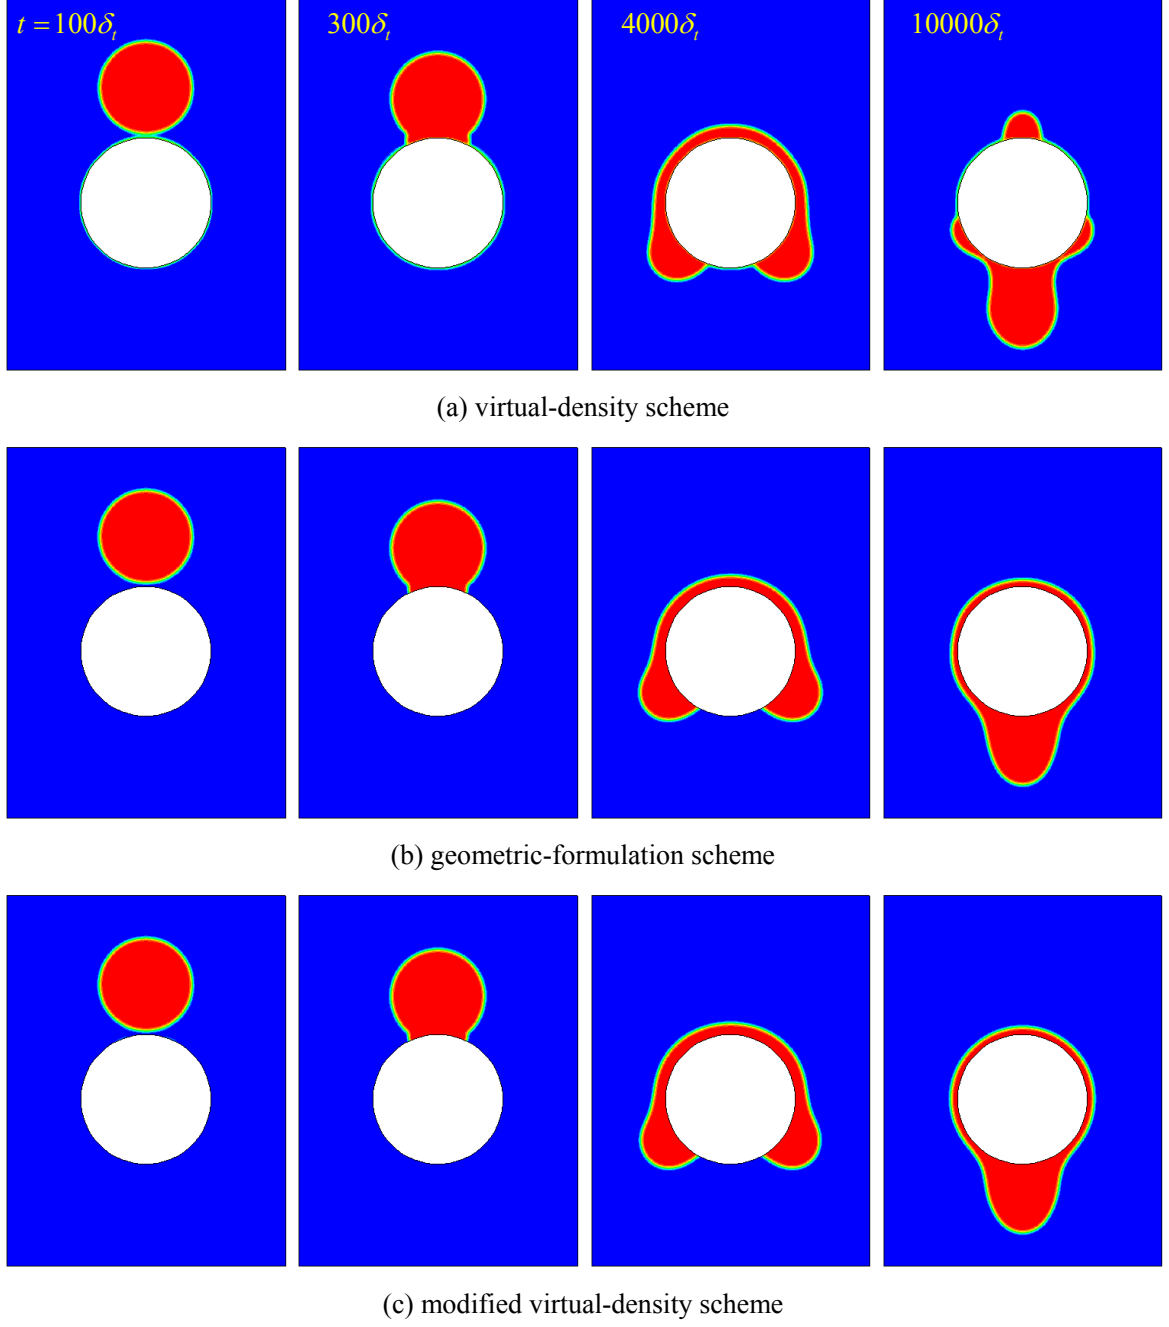 t = 100δₜ 300δₜ 4000δₜ 10000δₜ
(a) virtual-density scheme
(b) geometric-formulation scheme
(c) modified virtual-density scheme